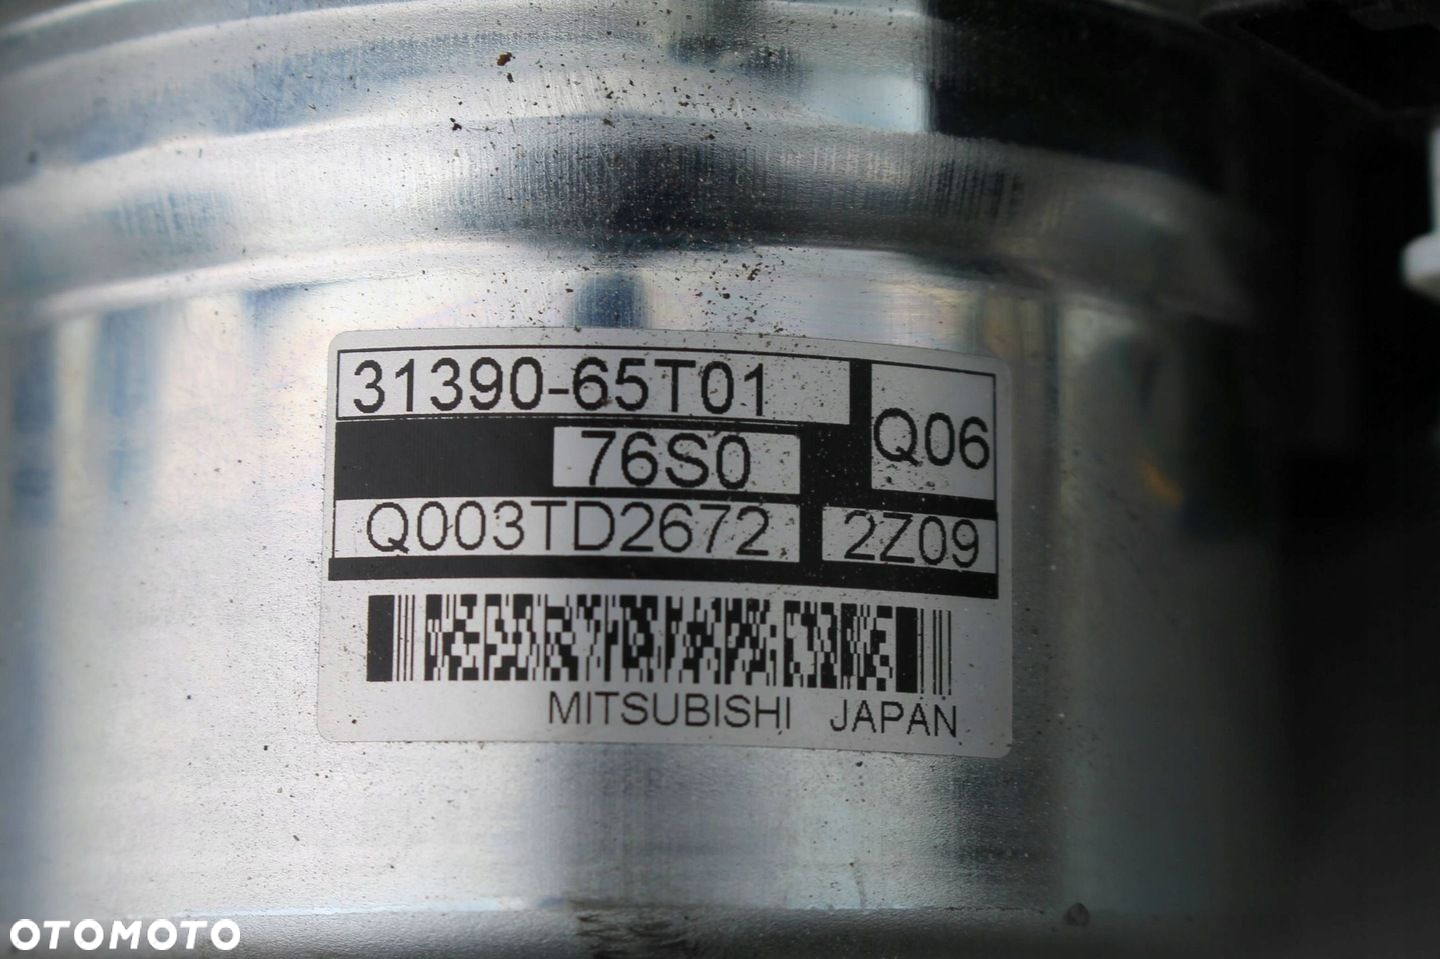 31390-65T01
Q06
76S0
Q003TD2672 2Z09
MITSUBISHI JAPAN
OTOMOTO